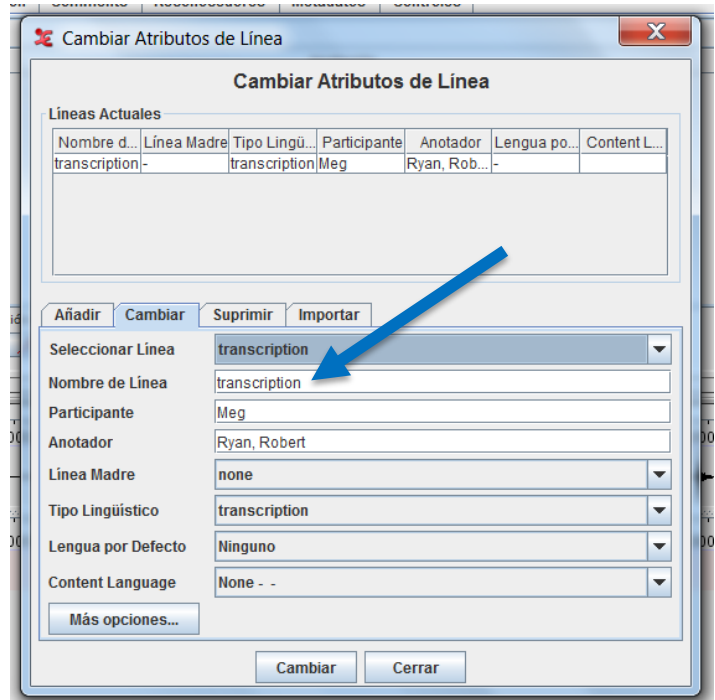 Comments Metadatos Controles
Cambiar Atributos de Línea
Cambiar Atributos de Línea
Líneas Actuales
Nombre d... Línea Madre Tipo Lingü... Participante Anotador Lengua po... Content L...
transcription - transcription Meg Ryan, Rob... -
Añadir Cambiar Suprimir Importar
Seleccionar Línea transcription
Nombre de Línea transcription
Participante Meg
Anotador Ryan, Robert
Línea Madre none
Tipo Lingüístico transcription
Lengua por Defecto Ninguno
Content Language None - -
Más opciones...
Cambiar Cerrar